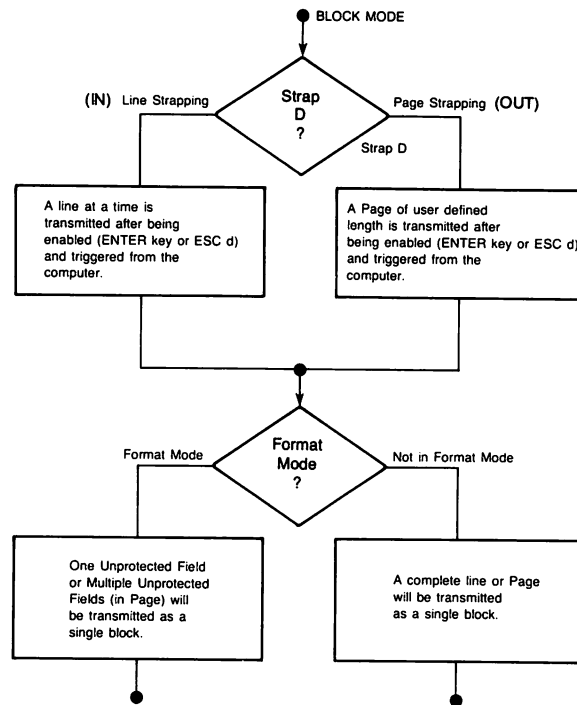 BLOCK MODE
(IN) Line Strapping
Strap
D
?
Page Strapping (OUT)
Strap D
A line at a time is
transmitted after being
enabled (ENTER key or ESC d)
and triggered from the
computer.
A Page of user defined
length is transmitted after
being enabled (ENTER key or ESC d)
and triggered from the
computer.
Format Mode
Format
Mode
?
Not in Format Mode
One Unprotected Field
or Multiple Unprotected
Fields (in Page) will
be transmitted as a
single block.
A complete line or Page
will be transmitted
as a single block.